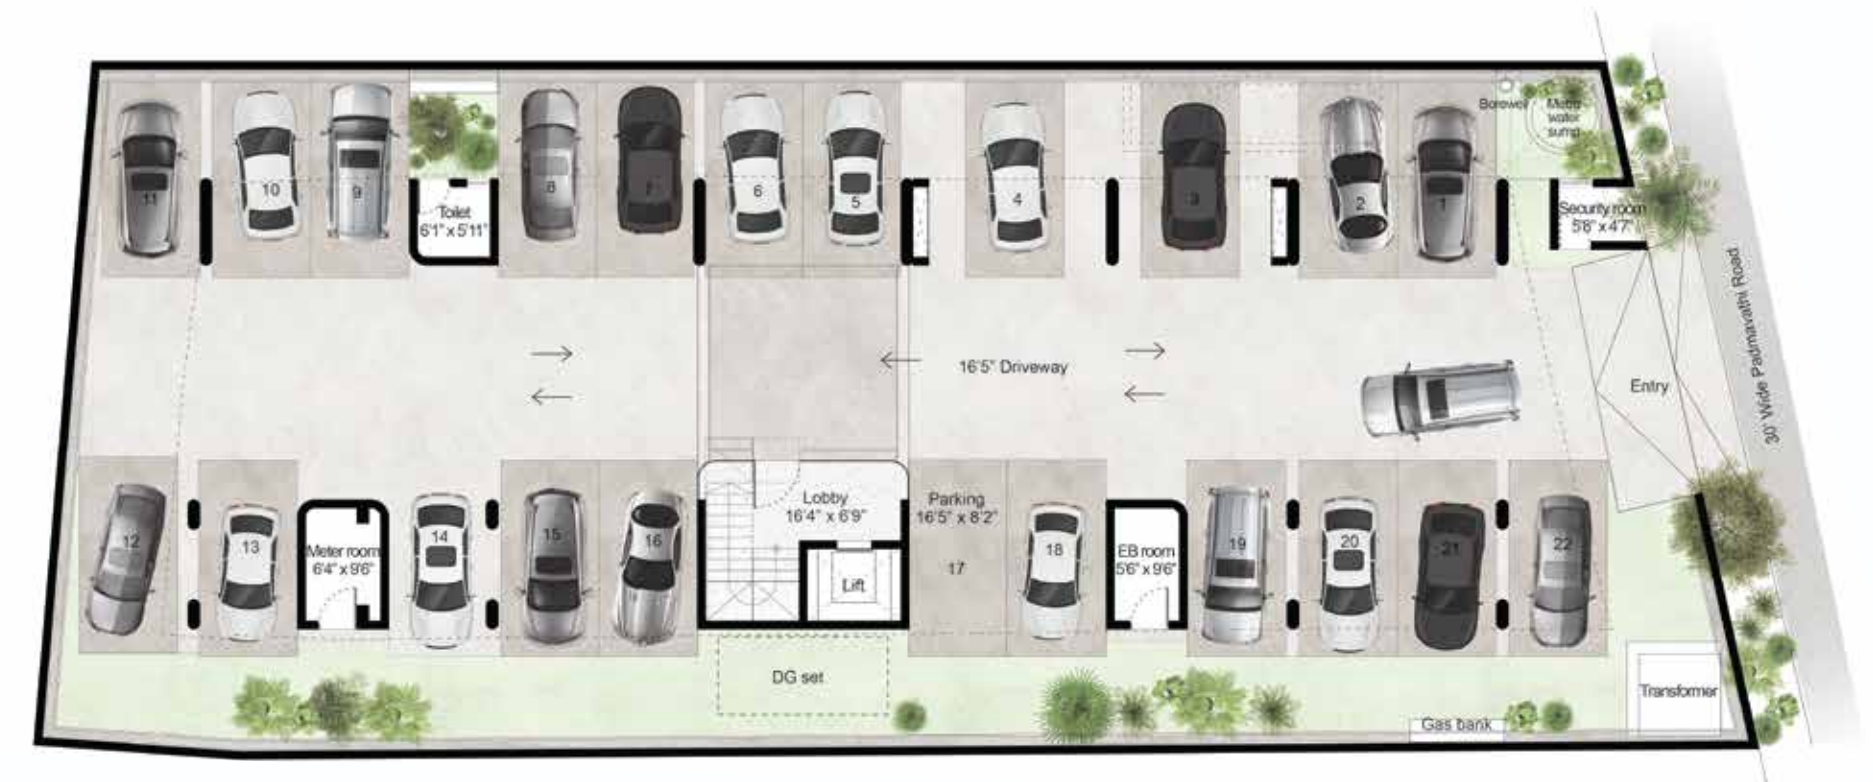 Borewell
Metro
water
sump
11
10
9
8
7
6
5
4
3
2
1
Toilet
6'1" x 5'11"
Security room
5'8" x 4'7"
16'5" Driveway
Entry
30' Wide Padmavathi Road
12
13
Meter room
6'4" x 9'6"
14
15
16
Lobby
16'4" x 6'9"
Lift
Parking
16'5" x 8'2"
17
18
EB room
5'6" x 9'6"
19
20
21
22
DG set
Transformer
Gas bank